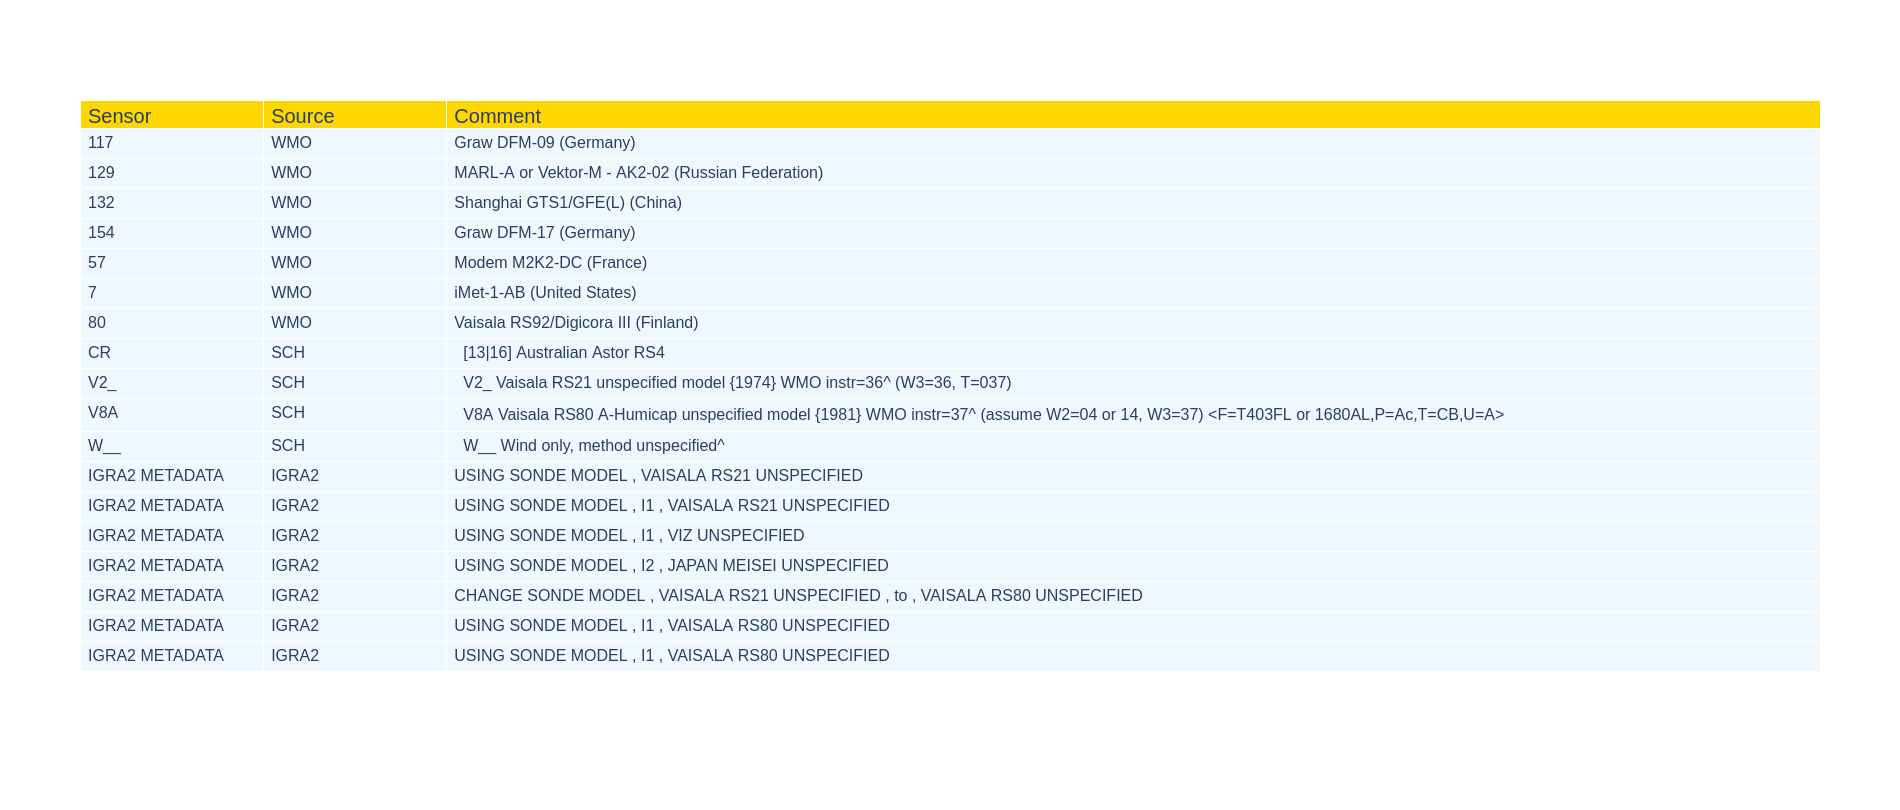 Sensor Source Comment
117 WMO Graw DFM-09 (Germany)
129 WMO MARL-A or Vektor-M - AK2-02 (Russian Federation)
132 WMO Shanghai GTS1/GFE(L) (China)
154 WMO Graw DFM-17 (Germany)
57 WMO Modem M2K2-DC (France)
7 WMO iMet-1-AB (United States)
80 WMO Vaisala RS92/Digicora III (Finland)
CR SCH [13|16] Australian Astor RS4
V2_ SCH V2_ Vaisala RS21 unspecified model {1974} WMO instr=36^ (W3=36, T=037)
V8A SCH V8A Vaisala RS80 A-Humicap unspecified model {1981} WMO instr=37^ (assume W2=04 or 14, W3=37) <F=T403FL or 1680AL,P=Ac,T=CB,U=A>
W__ SCH W__ Wind only, method unspecified^
IGRA2 METADATA IGRA2 USING SONDE MODEL , VAISALA RS21 UNSPECIFIED
IGRA2 METADATA IGRA2 USING SONDE MODEL , I1 , VAISALA RS21 UNSPECIFIED
IGRA2 METADATA IGRA2 USING SONDE MODEL , I1 , VIZ UNSPECIFIED
IGRA2 METADATA IGRA2 USING SONDE MODEL , I2 , JAPAN MEISEI UNSPECIFIED
IGRA2 METADATA IGRA2 CHANGE SONDE MODEL , VAISALA RS21 UNSPECIFIED , to , VAISALA RS80 UNSPECIFIED
IGRA2 METADATA IGRA2 USING SONDE MODEL , I1 , VAISALA RS80 UNSPECIFIED
IGRA2 METADATA IGRA2 USING SONDE MODEL , I1 , VAISALA RS80 UNSPECIFIED